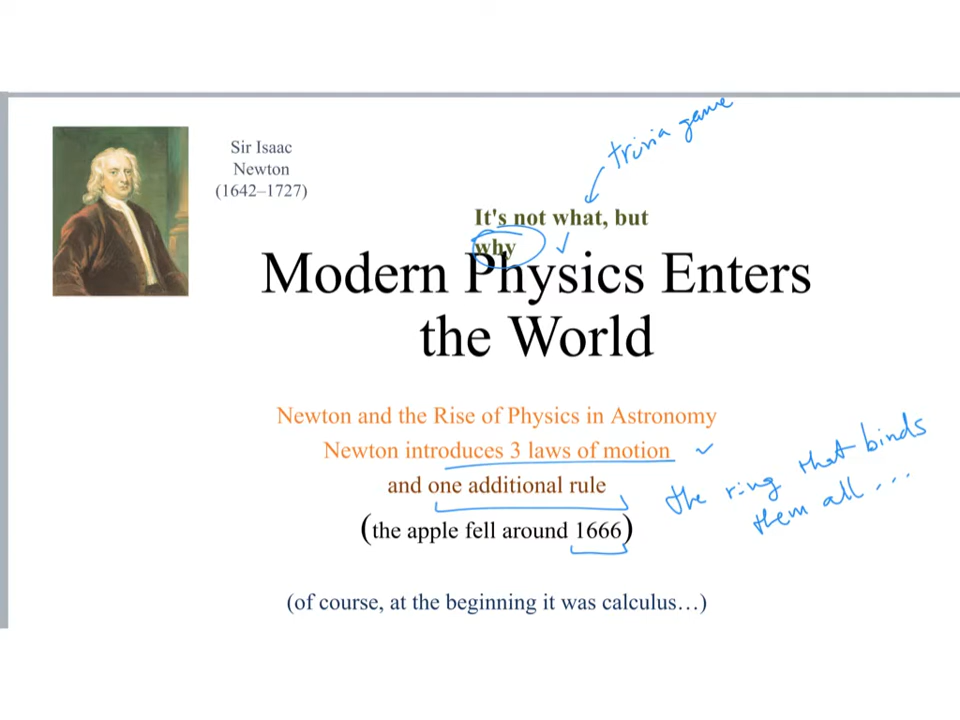 Sir Isaac
Newton
(1642–1727)
trivia game
It's not what, but
why
Modern Physics Enters
the World
Newton and the Rise of Physics in Astronomy
Newton introduces 3 laws of motion
and one additional rule
the ring that binds
them all ...
(the apple fell around 1666)
(of course, at the beginning it was calculus…)